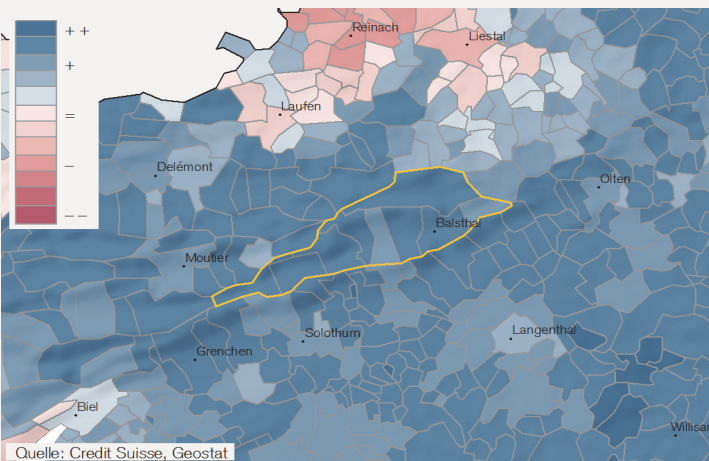 ++
+
=
−
−−
Reinach
Liestal
Laufen
Delémont
Olten
Balsthal
Moutier
Solothurn
Langenthal
Grenchen
Biel
Willisau
Quelle: Credit Suisse, Geostat